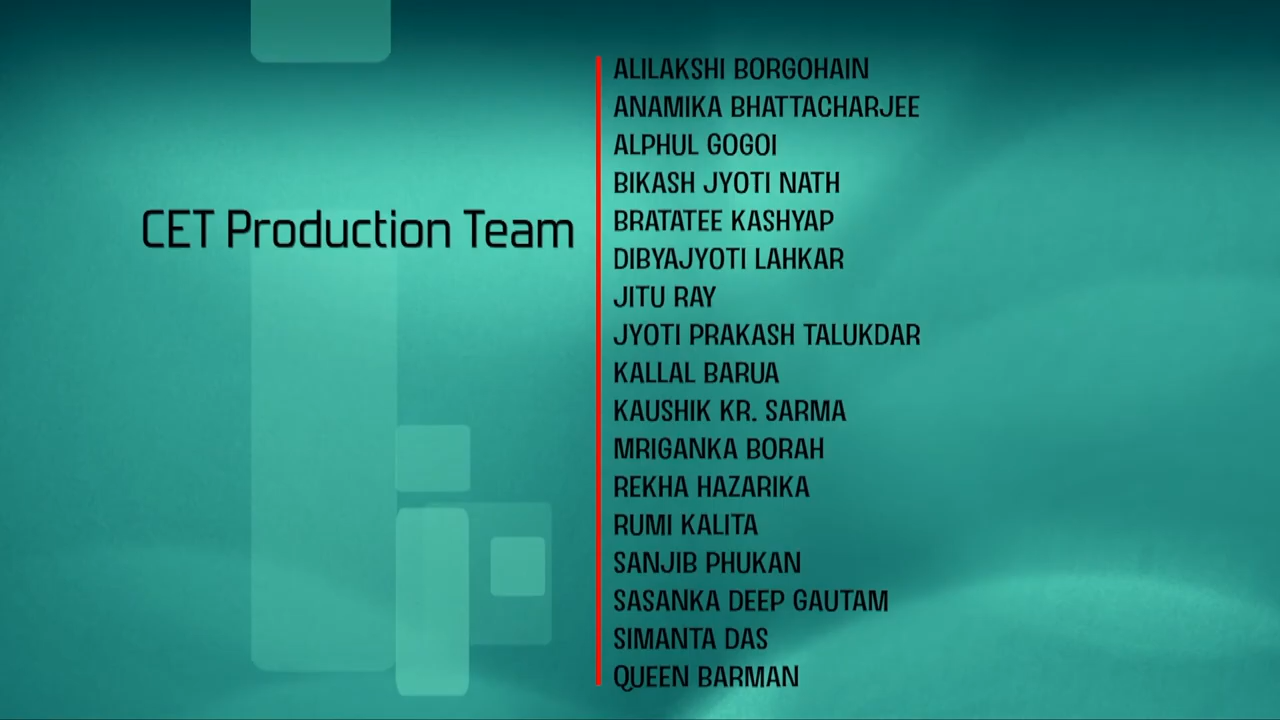 CET Production Team
ALILAKSHI BORGOHAIN
ANAMIKA BHATTACHARJEE
ALPHUL GOGOI
BIKASH JYOTI NATH
BRATATEE KASHYAP
DIBYAJYOTI LAHKAR
JITU RAY
JYOTI PRAKASH TALUKDAR
KALLAL BARUA
KAUSHIK KR. SARMA
MRIGANKA BORAH
REKHA HAZARIKA
RUMI KALITA
SANJIB PHUKAN
SASANKA DEEP GAUTAM
SIMANTA DAS
QUEEN BARMAN